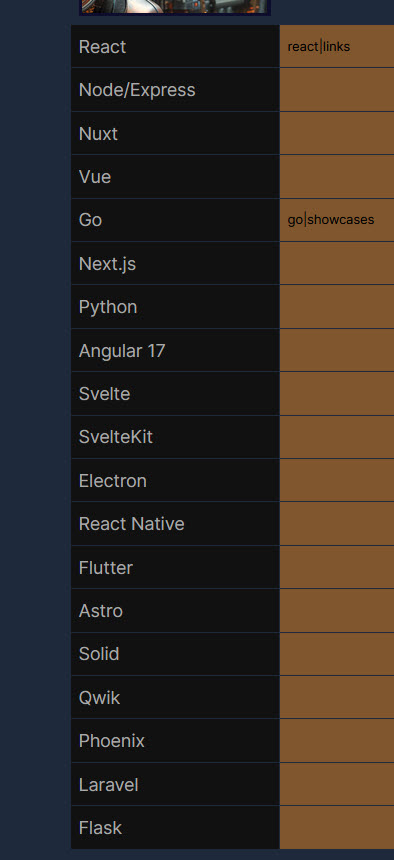 React
react|links
Node/Express
Nuxt
Vue
Go
go|showcases
Next.js
Python
Angular 17
Svelte
SvelteKit
Electron
React Native
Flutter
Astro
Solid
Qwik
Phoenix
Laravel
Flask